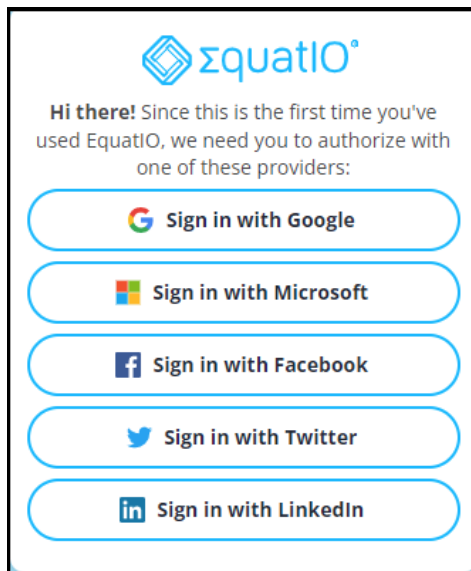 ΣquatIO
Hi there! Since this is the first time you've
used EquatIO, we need you to authorize with
one of these providers:
Sign in with Google
Sign in with Microsoft
Sign in with Facebook
Sign in with Twitter
Sign in with LinkedIn